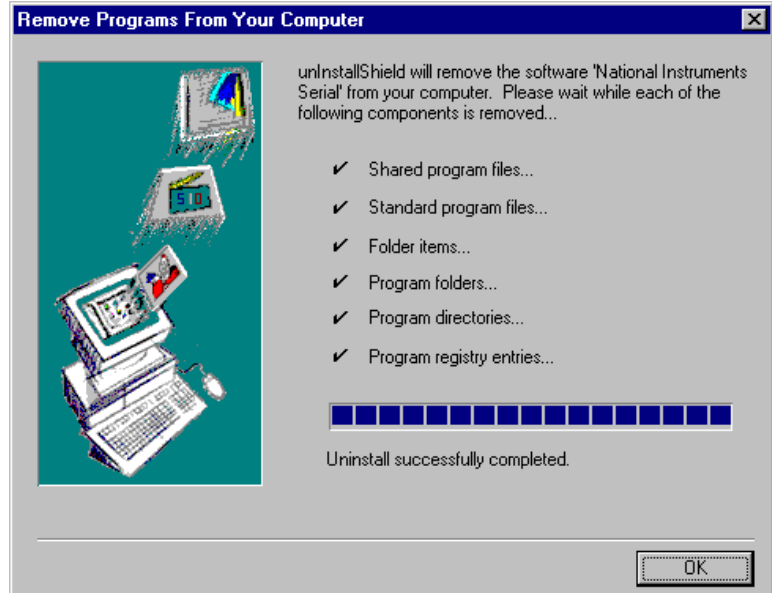 Remove Programs From Your Computer
unInstallShield will remove the software 'National Instruments
Serial' from your computer.  Please wait while each of the
following components is removed...
Shared program files...
Standard program files...
Folder items...
Program folders...
Program directories...
Program registry entries...
Uninstall successfully completed.
OK